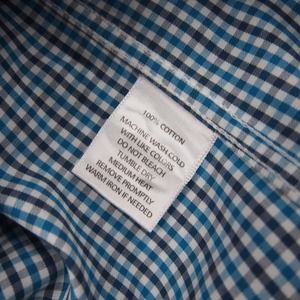 100% COTTON
MACHINE WASH COLD
WITH LIKE COLORS
DO NOT BLEACH
TUMBLE DRY
MEDIUM HEAT
REMOVE PROMPTLY
WARM IRON IF NEEDED